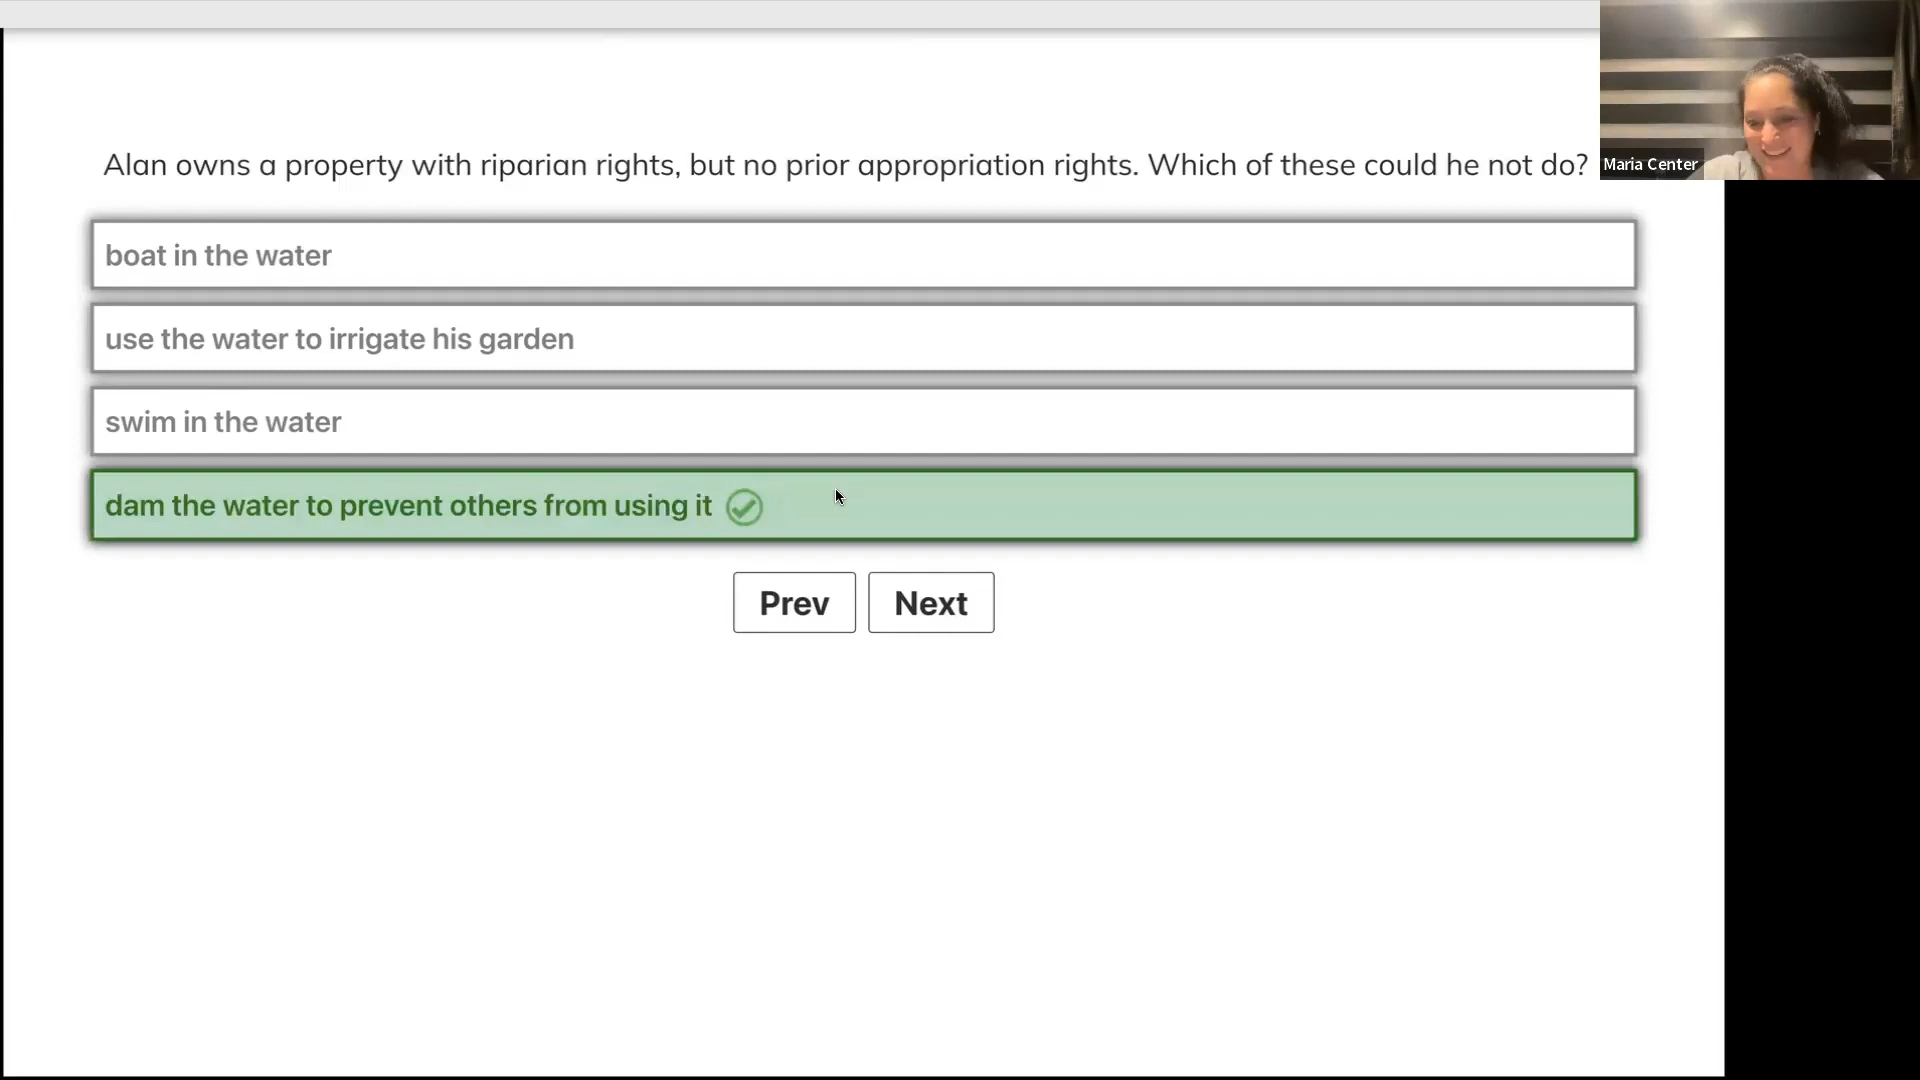 Alan owns a property with riparian rights, but no prior appropriation rights. Which of these could he not do?
Maria Center
boat in the water
use the water to irrigate his garden
swim in the water
dam the water to prevent others from using it
Prev
Next